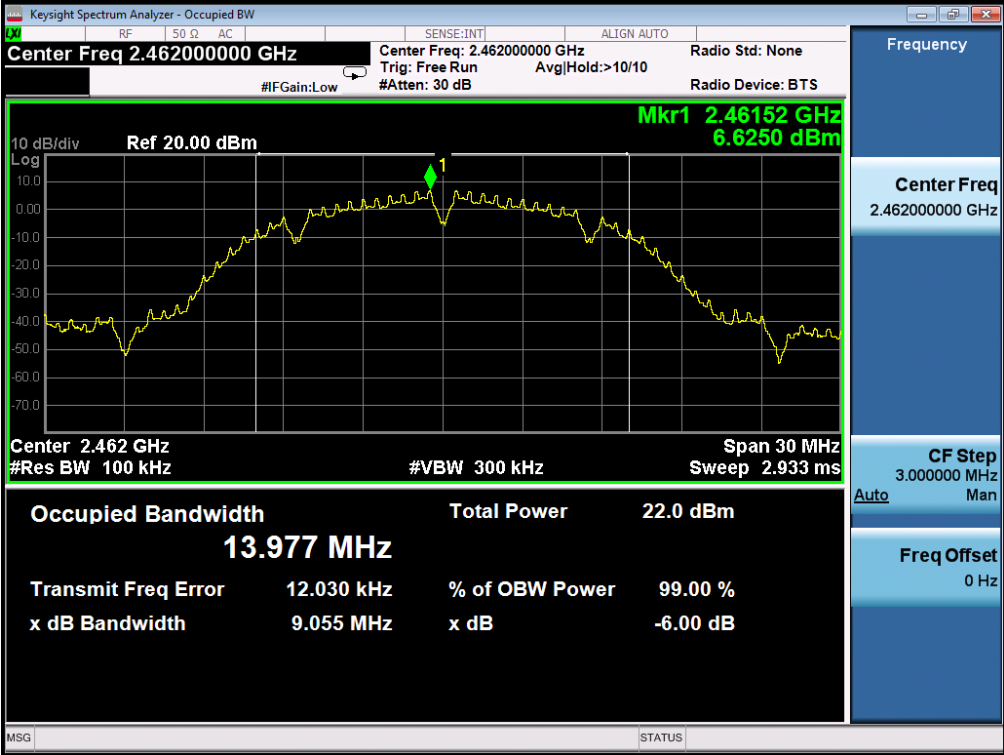 Keysight Spectrum Analyzer - Occupied BW
LXI RF 50 Ω AC SENSE:INT ALIGN AUTO
Center Freq 2.462000000 GHz
Center Freq: 2.462000000 GHz
Radio Std: None
Trig: Free Run Avg|Hold:>10/10
#IFGain:Low #Atten: 30 dB Radio Device: BTS
Mkr1 2.46152 GHz
6.6250 dBm
10 dB/div Ref 20.00 dBm
Log
1
10.0
0.00
-10.0
-20.0
-30.0
-40.0
-50.0
-60.0
-70.0
Center 2.462 GHz Span 30 MHz
#Res BW 100 kHz #VBW 300 kHz Sweep 2.933 ms
Occupied Bandwidth Total Power 22.0 dBm
13.977 MHz
Transmit Freq Error 12.030 kHz % of OBW Power 99.00 %
x dB Bandwidth 9.055 MHz x dB -6.00 dB
Frequency
Center Freq
2.462000000 GHz
CF Step
3.000000 MHz
Auto Man
Freq Offset
0 Hz
MSG STATUS